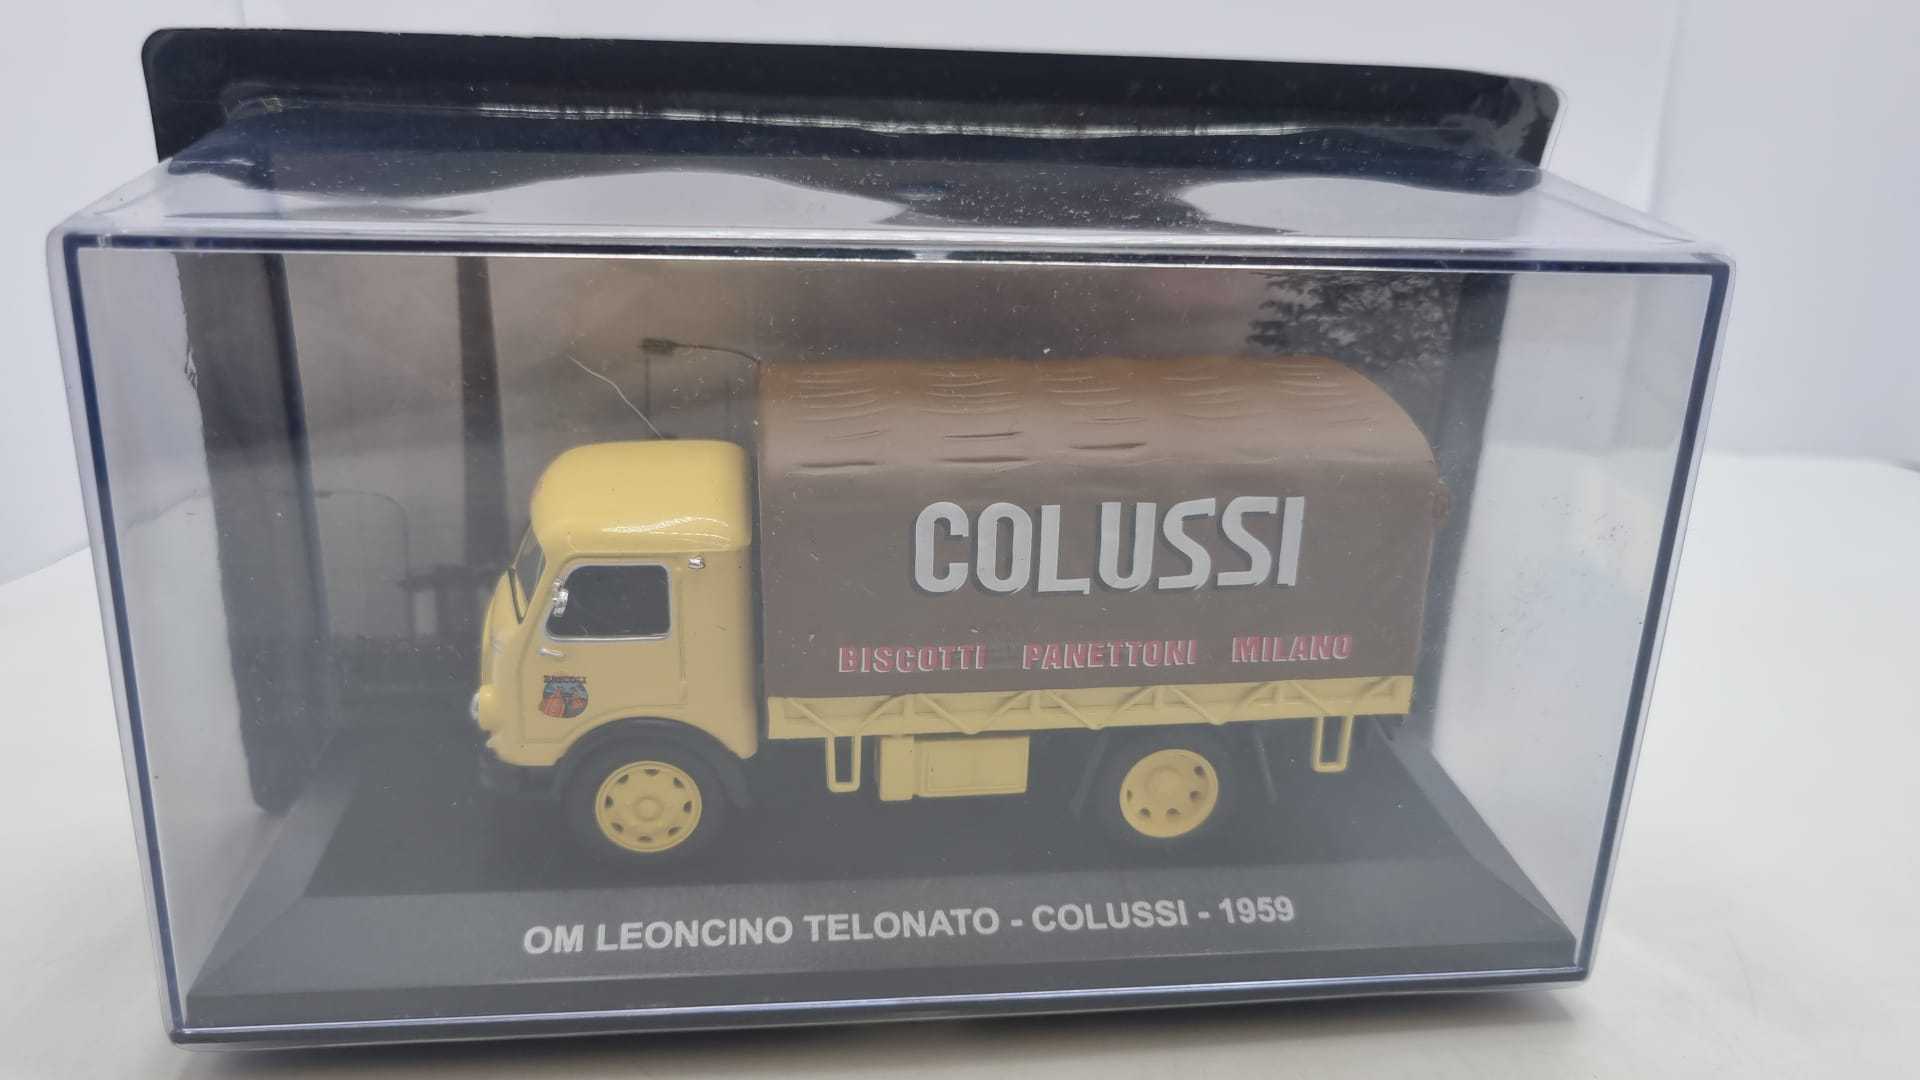 COLUSSI
BISCOTTI PANETTONI MILANO
OM LEONCINO TELONATO - COLUSSI - 1959